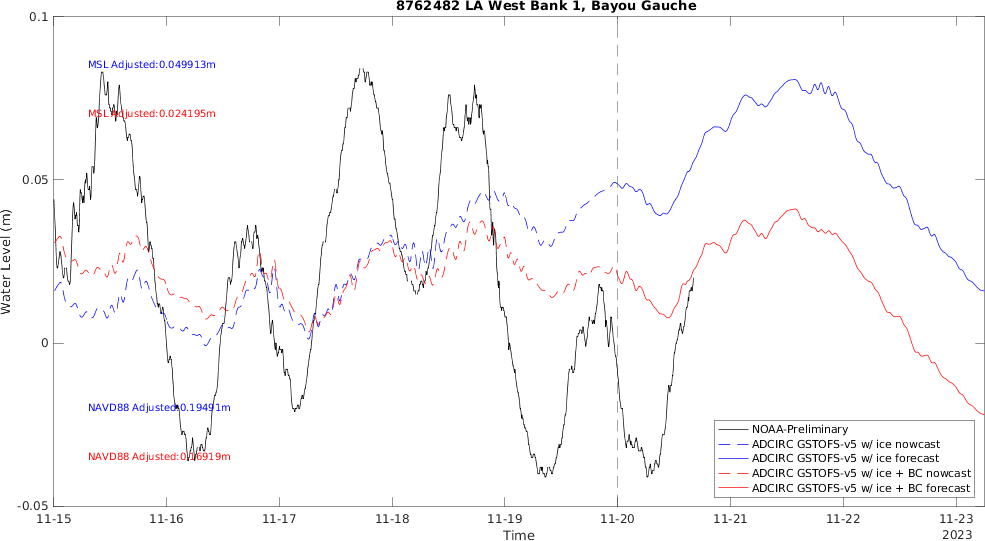 8762482 LA West Bank 1, Bayou Gauche
0.1
MSL Adjusted:0.049913m
MSL Adjusted:0.024195m
0.05
Water Level (m)
0
NAVD88 Adjusted:0.19491m
NAVD88 Adjusted:0.16919m
NOAA-Preliminary
ADCIRC GSTOFS-v5 w/ ice nowcast
ADCIRC GSTOFS-v5 w/ ice forecast
ADCIRC GSTOFS-v5 w/ ice + BC nowcast
ADCIRC GSTOFS-v5 w/ ice + BC forecast
-0.05
11-15 11-16 11-17 11-18 11-19 11-20 11-21 11-22 11-23
Time 2023